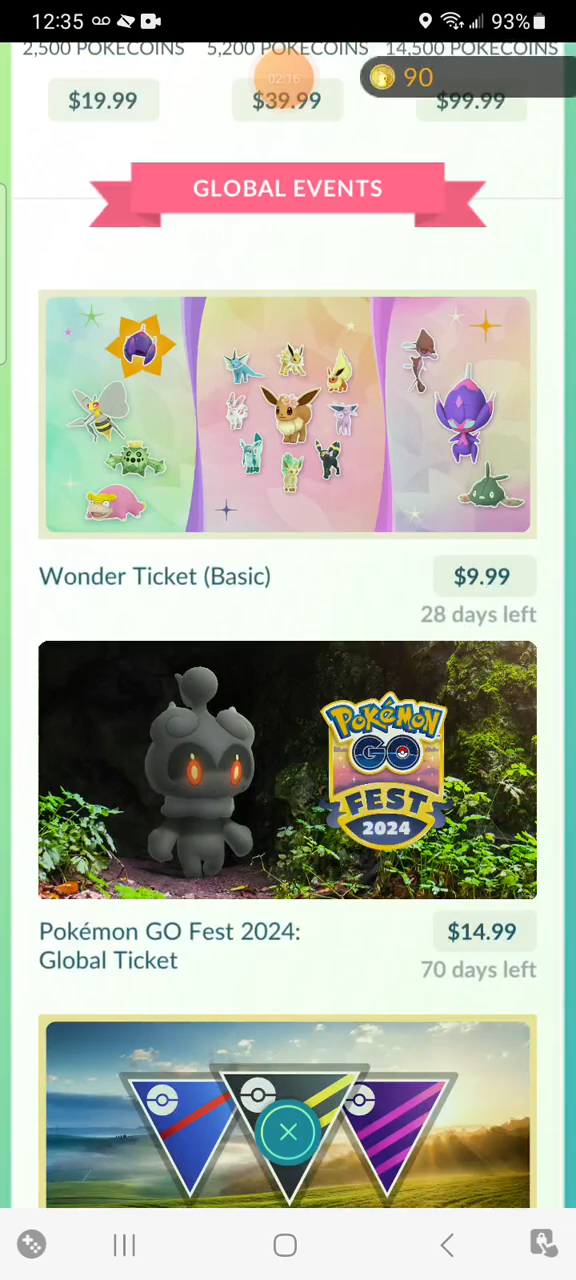 12:35
93%
2,500 POKECOINS
5,200 POKECOINS
14,500 POKECOINS
02:16
90
$19.99
$39.99
$99.99
GLOBAL EVENTS
Wonder Ticket (Basic)
$9.99
28 days left
Pokémon
GO
FEST
2024
Pokémon GO Fest 2024:
Global Ticket
$14.99
70 days left